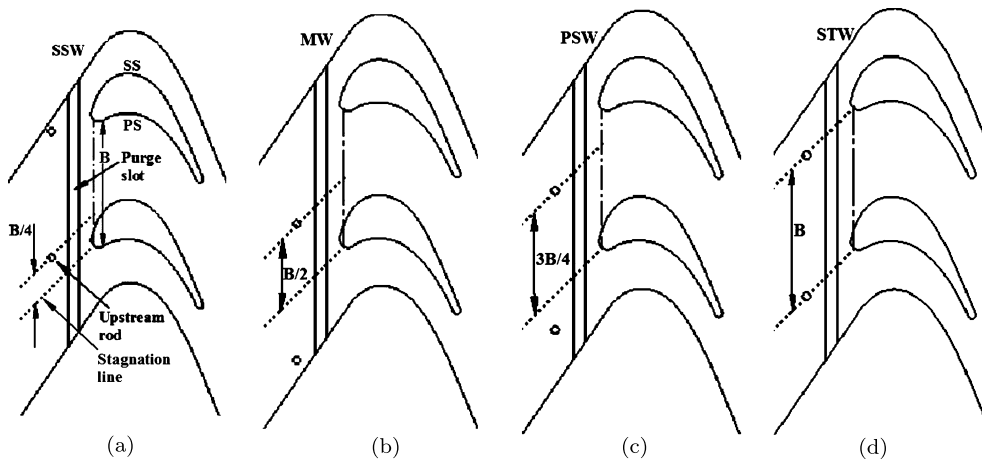 SSW
SS
PS
B
Purge
slot
B/4
Upstream
rod
Stagnation
line
(a)
MW
B/2
(b)
PSW
3B/4
(c)
STW
B
(d)